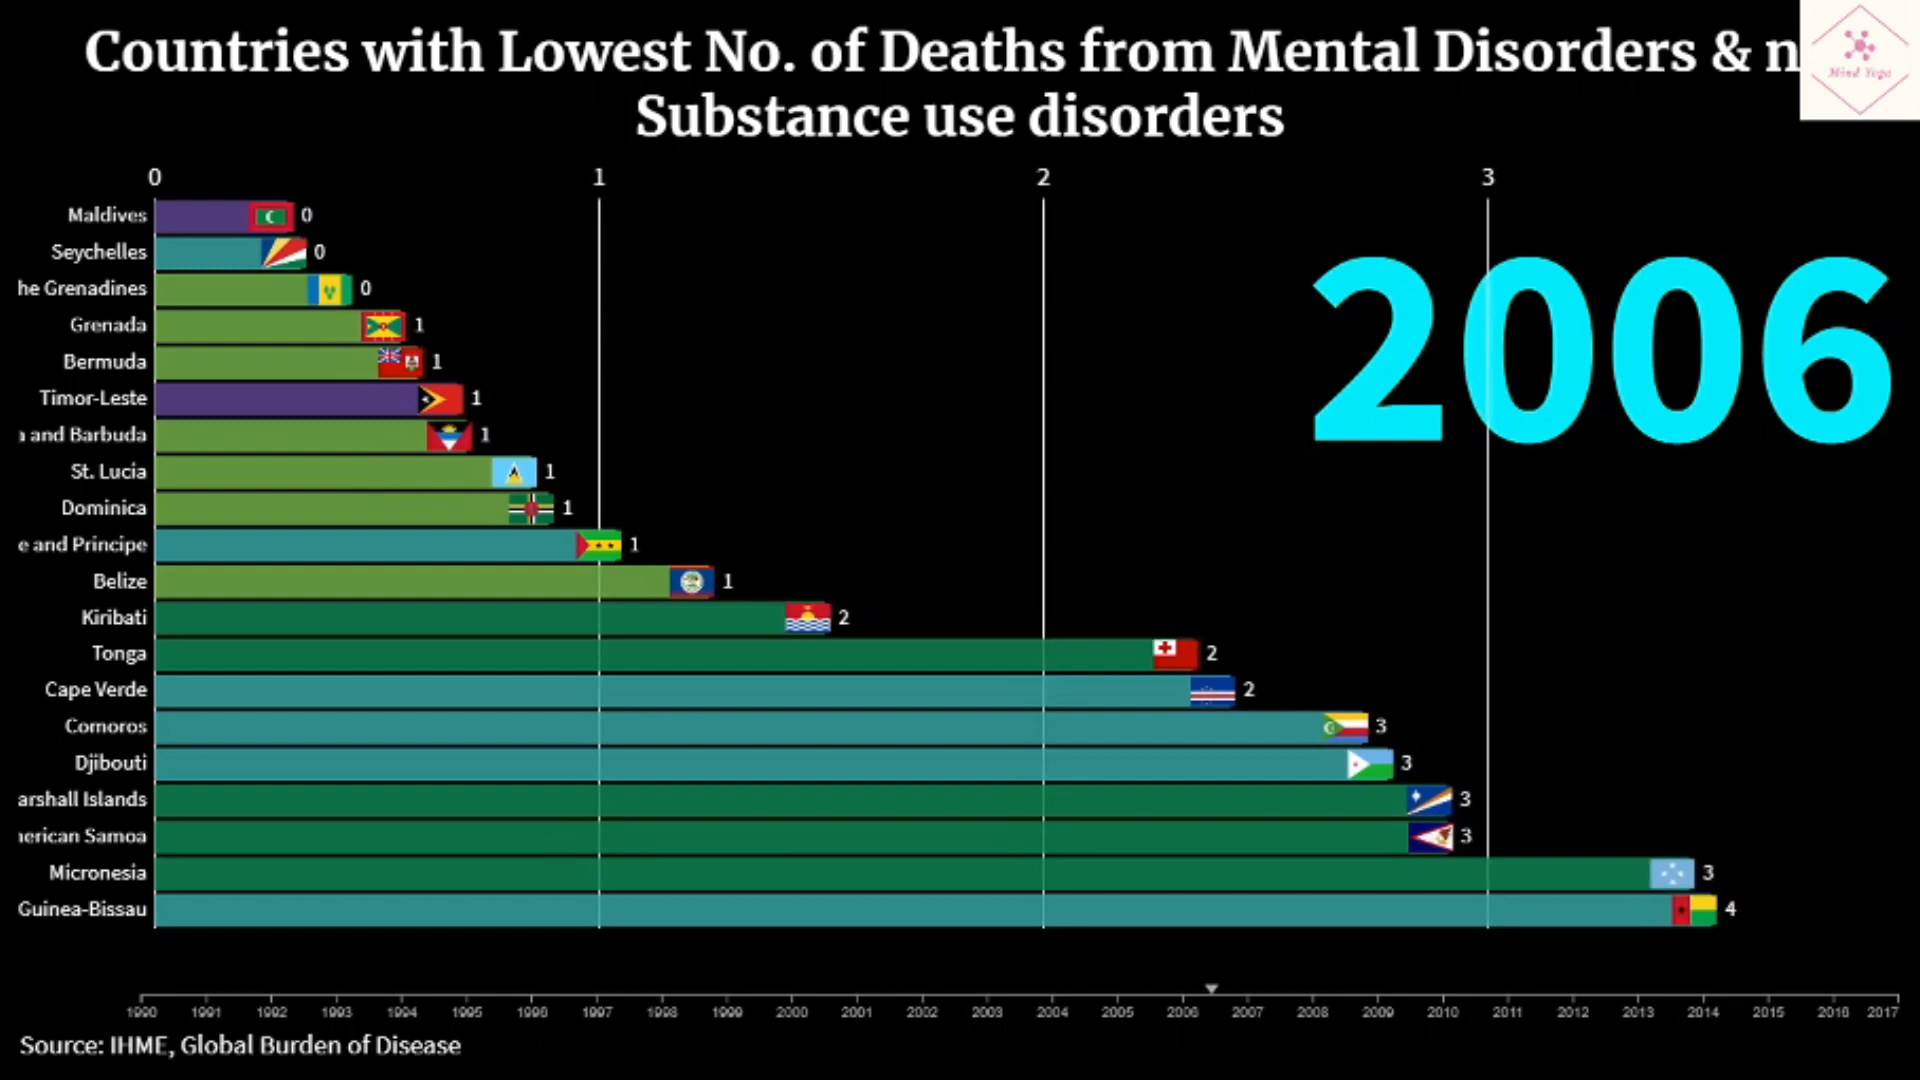 Countries with Lowest No. of Deaths from Mental Disorders & n
Substance use disorders
Mind Yoga
0 1 2 3
Maldives 0
Seychelles 0
he Grenadines 0
Grenada 1
Bermuda 1
Timor-Leste 1
and Barbuda 1
St. Lucia 1
Dominica 1
e and Principe 1
Belize 1
Kiribati 2
Tonga 2
Cape Verde 2
Comoros 3
Djibouti 3
arshall Islands 3
erican Samoa 3
Micronesia 3
Guinea-Bissau 4
2006
1990 1991 1992 1993 1994 1995 1996 1997 1998 1999 2000 2001 2002 2003 2004 2005 2006 2007 2008 2009 2010 2011 2012 2013 2014 2015 2016 2017
Source: IHME, Global Burden of Disease